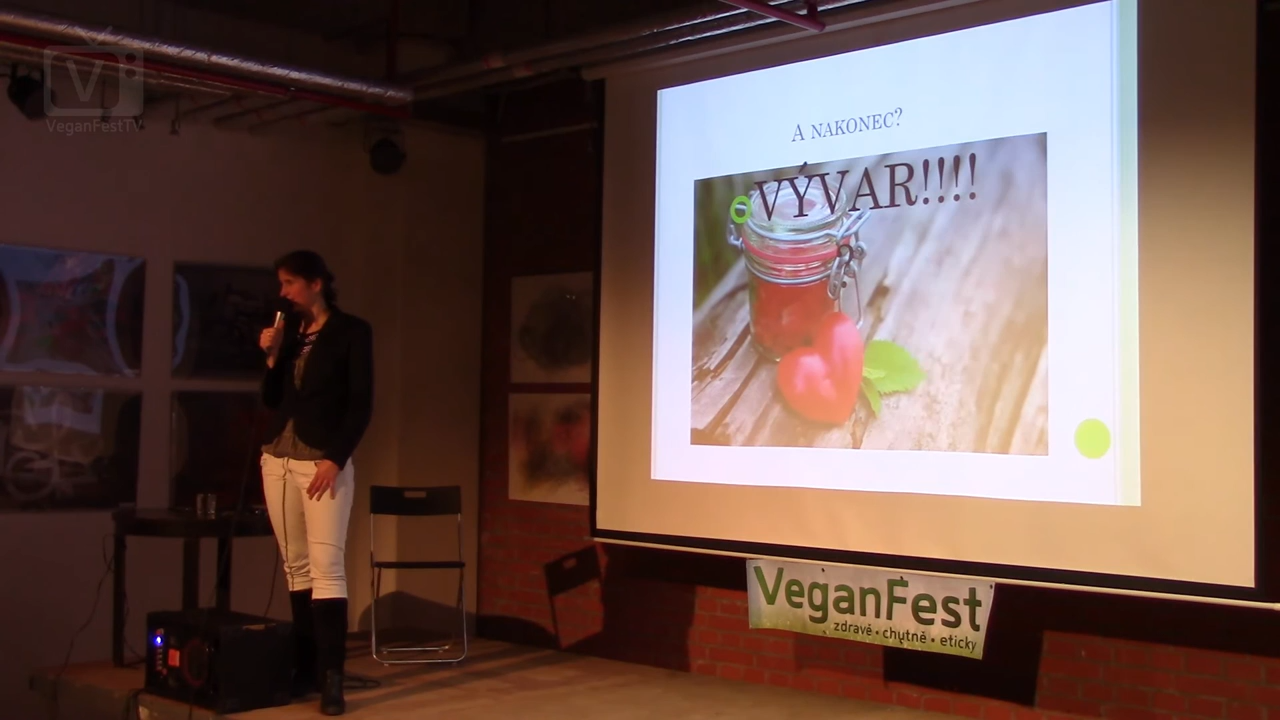 VeganFestTV
A NAKONEC?
VÝVAR!!!!
VeganFest
zdravě • chutně • eticky